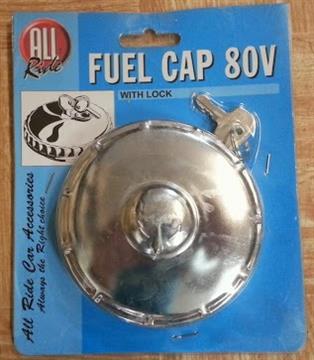 ALL
Ride
FUEL CAP 80V
WITH LOCK
All Ride Car Accessories
Always the Right choice